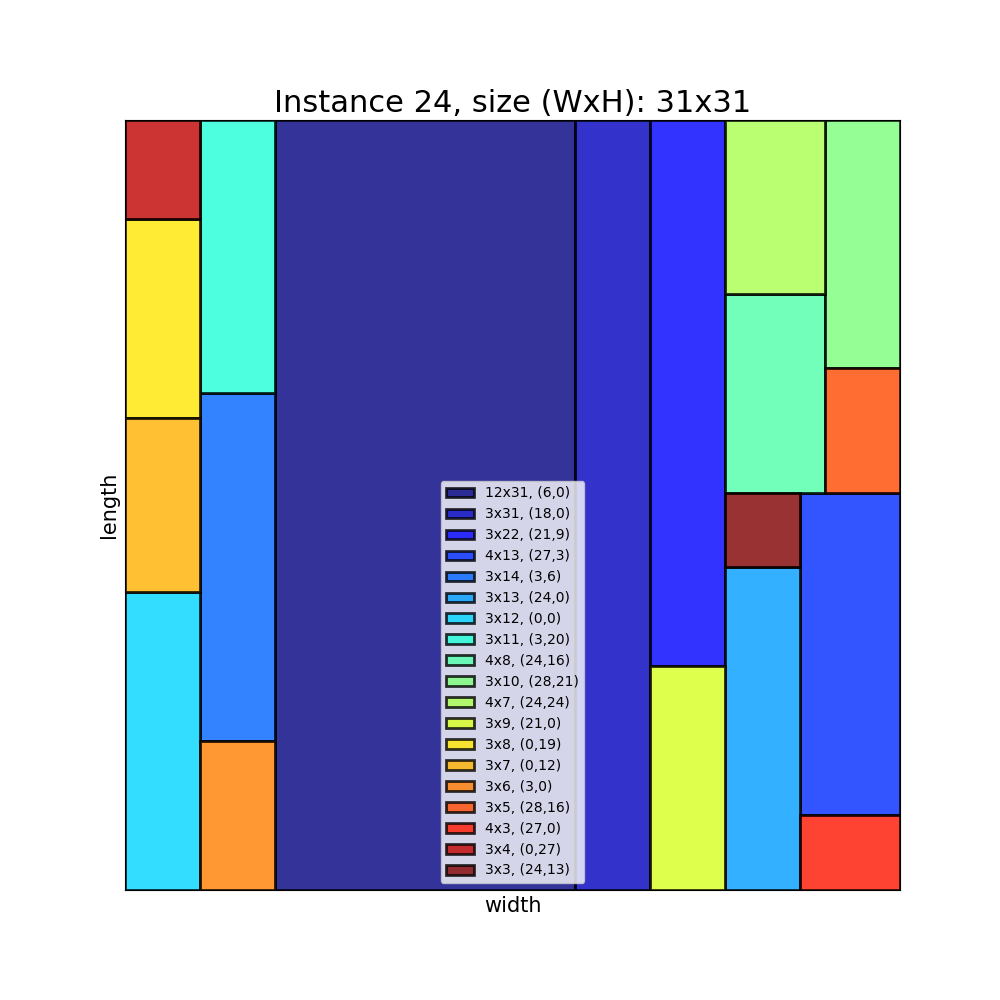 Instance 24, size (WxH): 31x31
length
12x31, (6,0)
3x31, (18,0)
3x22, (21,9)
4x13, (27,3)
3x14, (3,6)
3x13, (24,0)
3x12, (0,0)
3x11, (3,20)
4x8, (24,16)
3x10, (28,21)
4x7, (24,24)
3x9, (21,0)
3x8, (0,19)
3x7, (0,12)
3x6, (3,0)
3x5, (28,16)
4x3, (27,0)
3x4, (0,27)
3x3, (24,13)
width